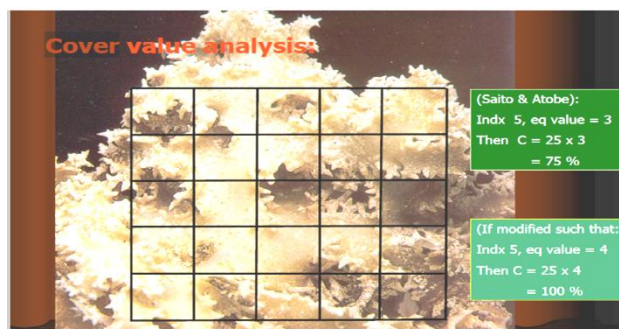 Cover value analysis:
(Saito & Atobe):
Indx 5, eq value = 3
Then C = 25 x 3
= 75 %
(If modified such that:
Indx 5, eq value = 4
Then C = 25 x 4
= 100 %